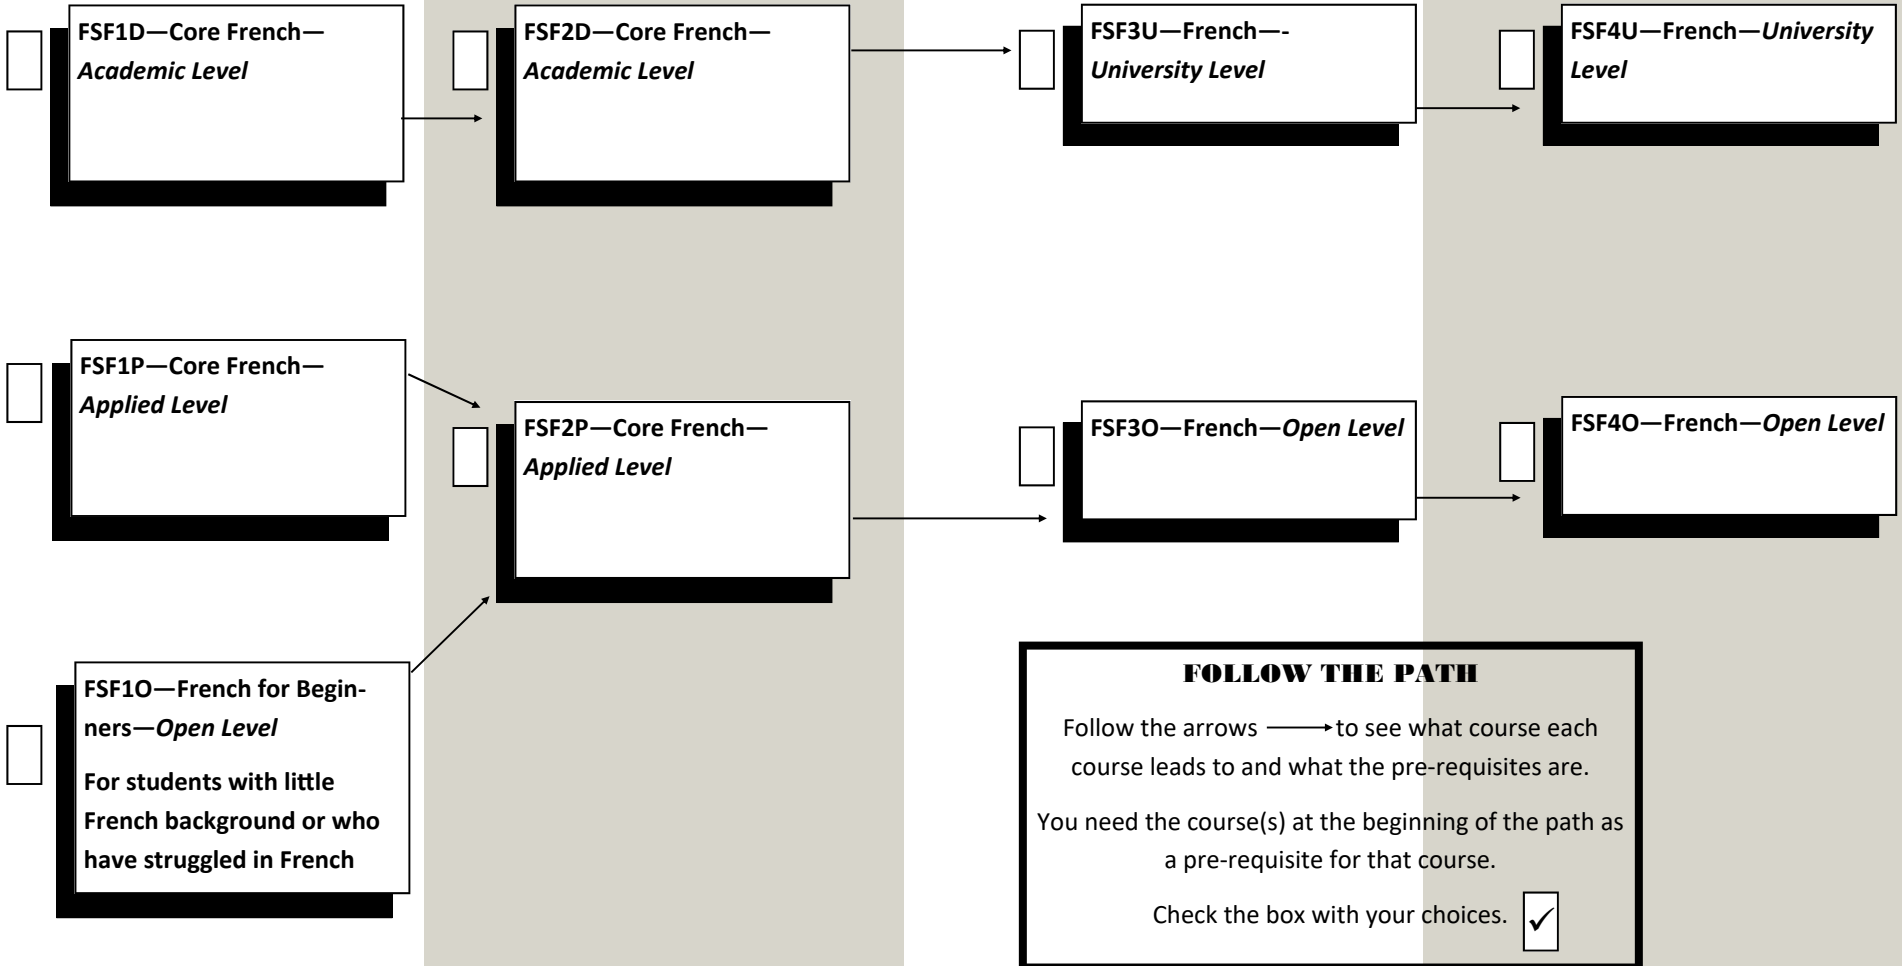 FSF1D—Core French—
Academic Level
FSF2D—Core French—
Academic Level
FSF3U—French—-
University Level
FSF4U—French—University
Level
FSF1P—Core French—
Applied Level
FSF2P—Core French—
Applied Level
FSF3O—French—Open Level
FSF4O—French—Open Level
FSF1O—French for Begin-
ners—Open Level
For students with little
French background or who
have struggled in French
FOLLOW THE PATH
Follow the arrows to see what course each
course leads to and what the pre-requisites are.
You need the course(s) at the beginning of the path as
a pre-requisite for that course.
Check the box with your choices. ✓